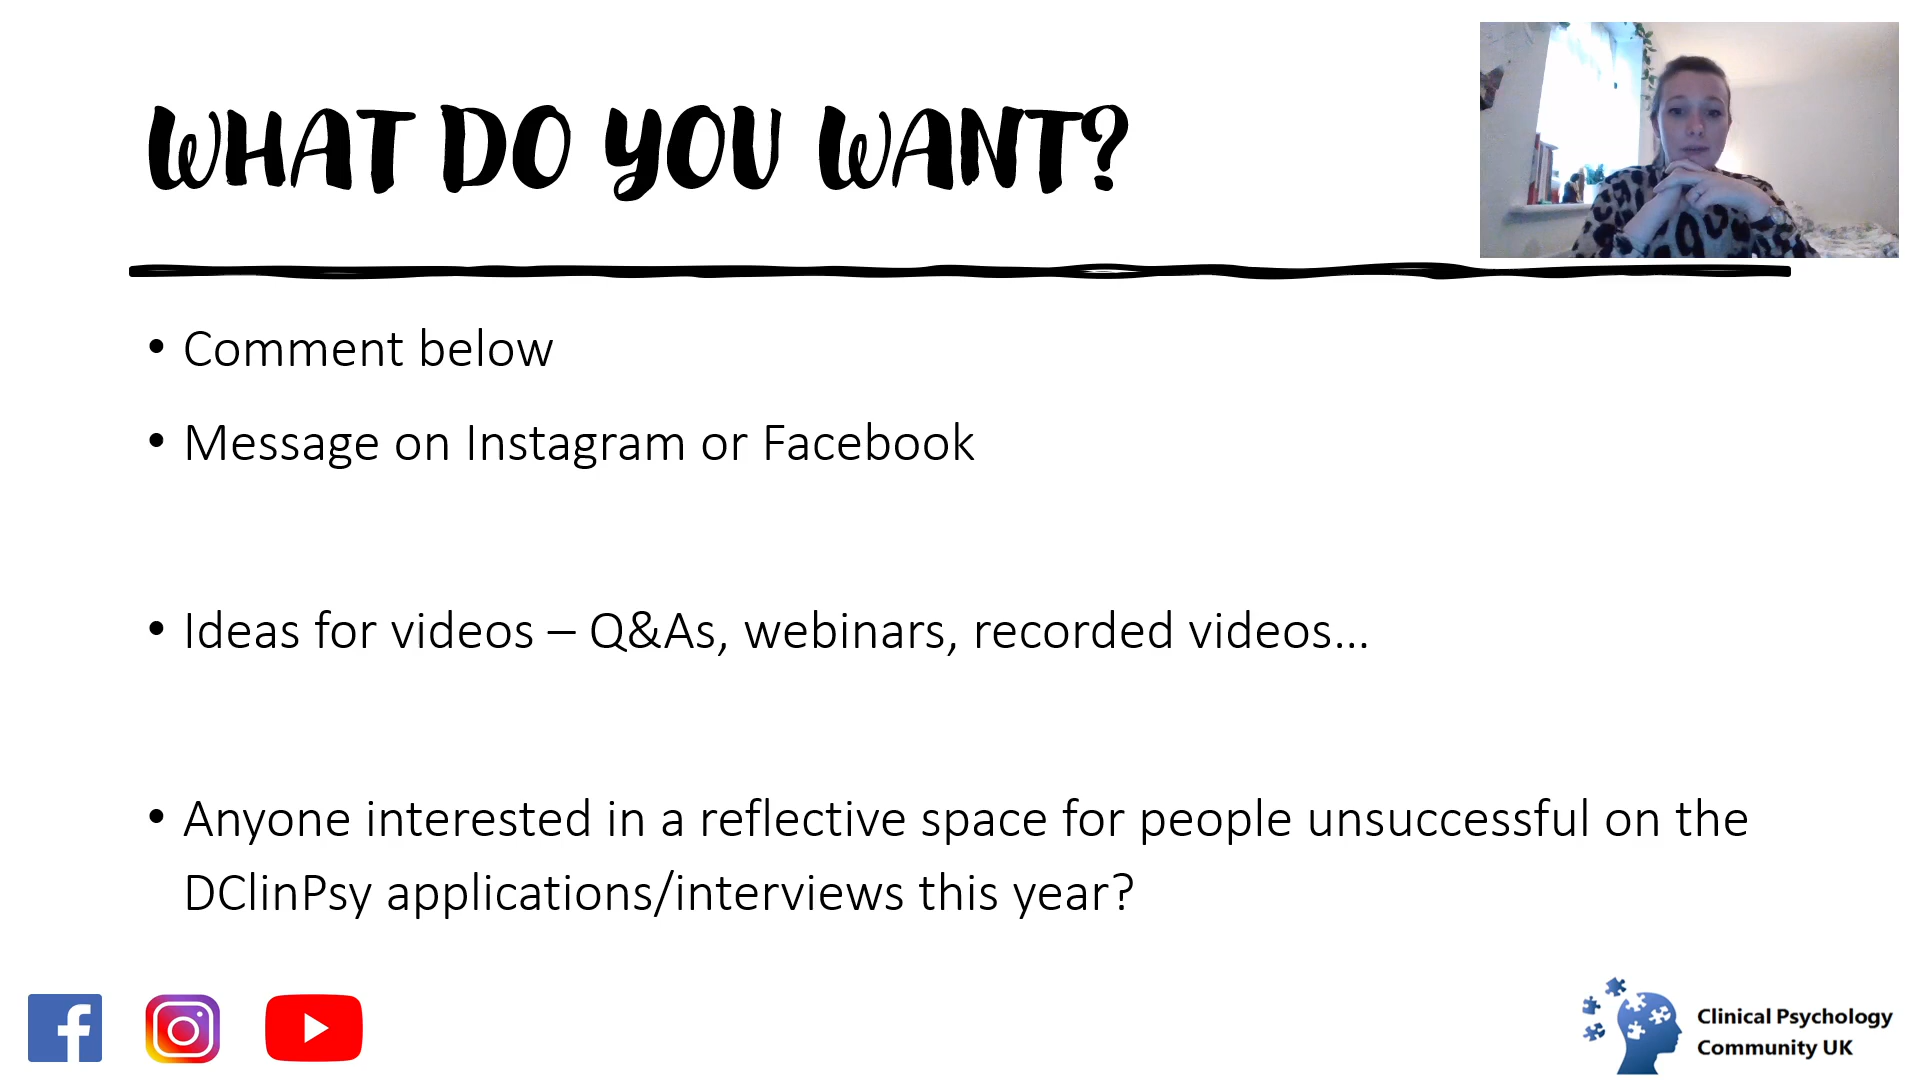 WHAT DO YOU WANT?
• Comment below
• Message on Instagram or Facebook
• Ideas for videos – Q&As, webinars, recorded videos…
• Anyone interested in a reflective space for people unsuccessful on the
DClinPsy applications/interviews this year?
Clinical Psychology
Community UK